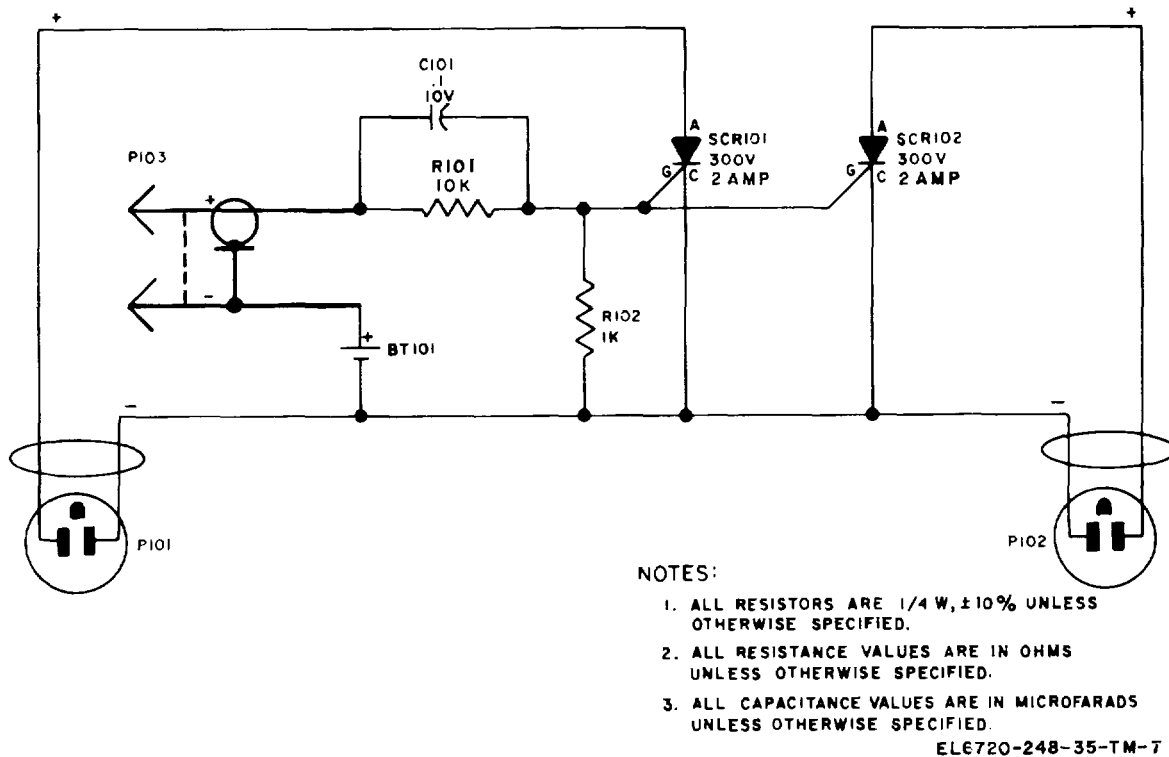 +
+
C101
.1
10V
P103
R101
10K
+
-
A
SCR101
300V
2 AMP
G
C
A
SCR102
300V
2 AMP
G
C
R102
1K
+
BT101
-
-
P101
P102
NOTES:
1. ALL RESISTORS ARE 1/4 W, ±10% UNLESS
OTHERWISE SPECIFIED.
2. ALL RESISTANCE VALUES ARE IN OHMS
UNLESS OTHERWISE SPECIFIED.
3. ALL CAPACITANCE VALUES ARE IN MICROFARADS
UNLESS OTHERWISE SPECIFIED.
EL6720-248-35-TM-7